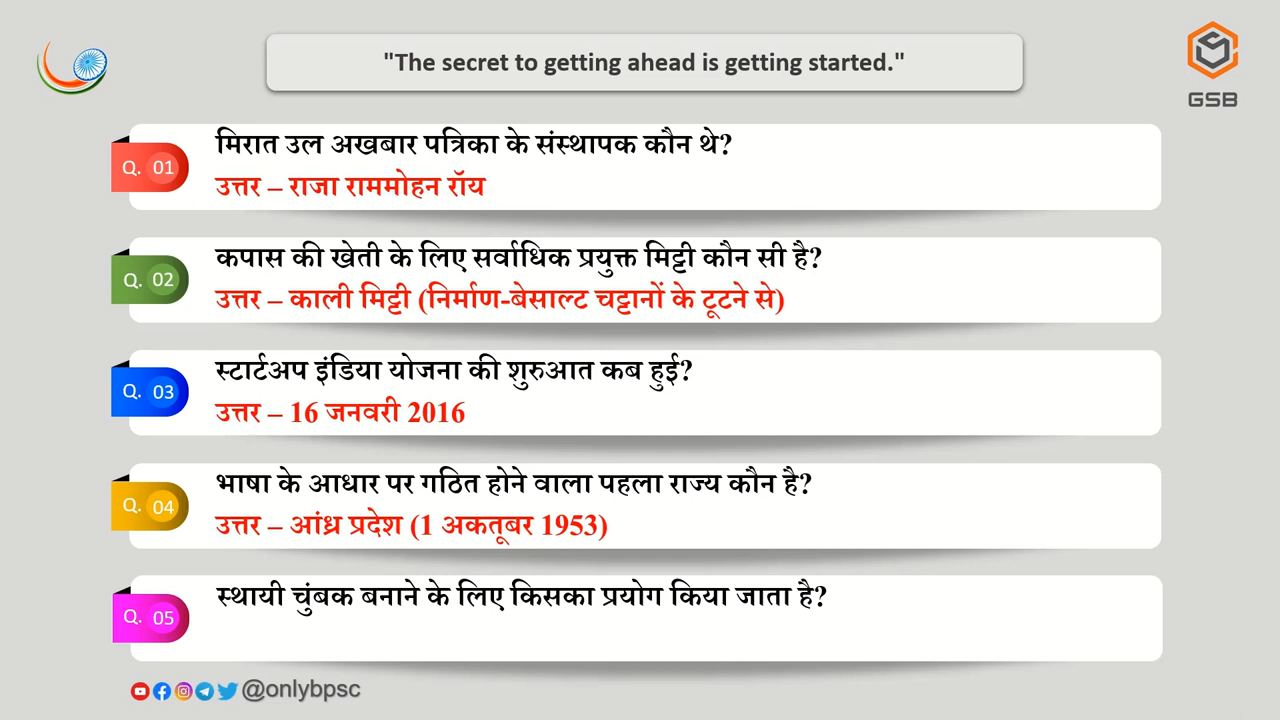 "The secret to getting ahead is getting started."
GSB
Q. 01
मिरात उल अखबार पत्रिका के संस्थापक कौन थे?
उत्तर – राजा राममोहन रॉय
Q. 02
कपास की खेती के लिए सर्वाधिक प्रयुक्त मिट्टी कौन सी है?
उत्तर – काली मिट्टी (निर्माण-बेसाल्ट चट्टानों के टूटने से)
Q. 03
स्टार्टअप इंडिया योजना की शुरुआत कब हुई?
उत्तर – 16 जनवरी 2016
Q. 04
भाषा के आधार पर गठित होने वाला पहला राज्य कौन है?
उत्तर – आंध्र प्रदेश (1 अकतूबर 1953)
Q. 05
स्थायी चुंबक बनाने के लिए किसका प्रयोग किया जाता है?
@onlybpsc